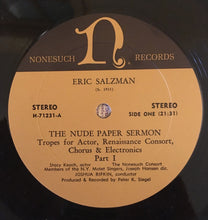 NONESUCH RECORDS
n.
ERIC SALZMAN
(b. 1933)
STEREO
H-71231-A
STEREO
SIDE ONE (21:31)
THE NUDE PAPER SERMON
Tropes for Actor, Renaissance Consort,
Chorus & Electronics
Part 1
Stacy Keach, actor The Nonesuch Consort
Members of the N.Y. Motet Singers, Joseph Hansen dir.
JOSHUA RIFKIN, conductor
Produced & Recorded by Peter K. Siegel